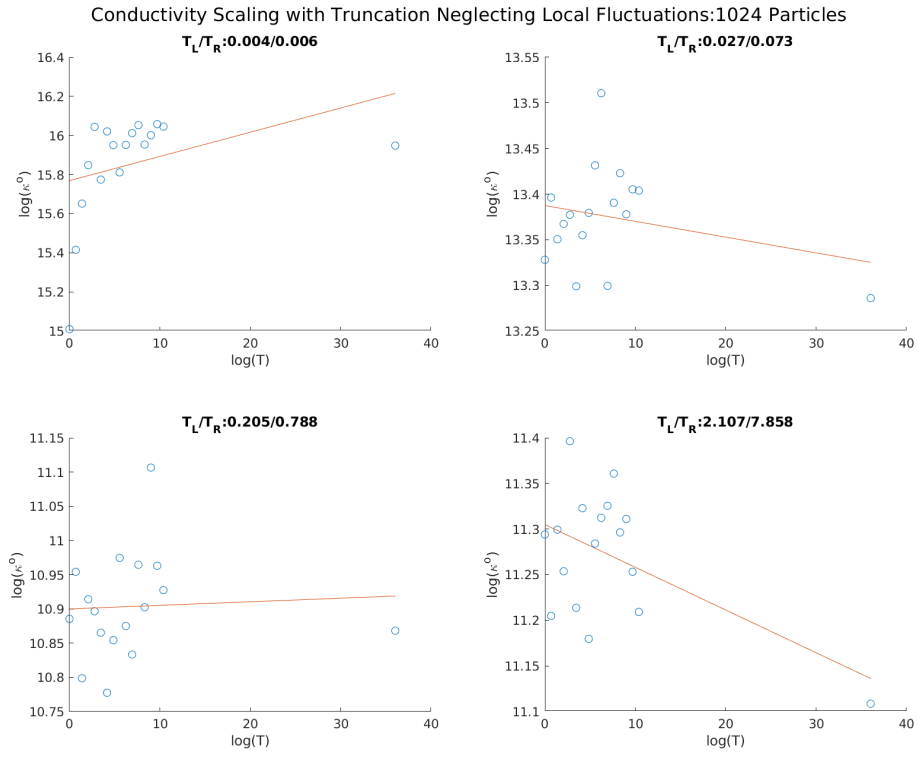 Conductivity Scaling with Truncation Neglecting Local Fluctuations:1024 Particles
T_L/T_R:0.004/0.006
16.4
16.2
16
15.8
15.6
15.4
15.2
15
log(κ^o)
0 10 20 30 40
log(T)
T_L/T_R:0.027/0.073
13.55
13.5
13.45
13.4
13.35
13.3
13.25
log(κ^o)
0 10 20 30 40
log(T)
T_L/T_R:0.205/0.788
11.15
11.1
11.05
11
10.95
10.9
10.85
10.8
10.75
log(κ^o)
0 10 20 30 40
log(T)
T_L/T_R:2.107/7.858
11.4
11.35
11.3
11.25
11.2
11.15
11.1
log(κ^o)
0 10 20 30 40
log(T)